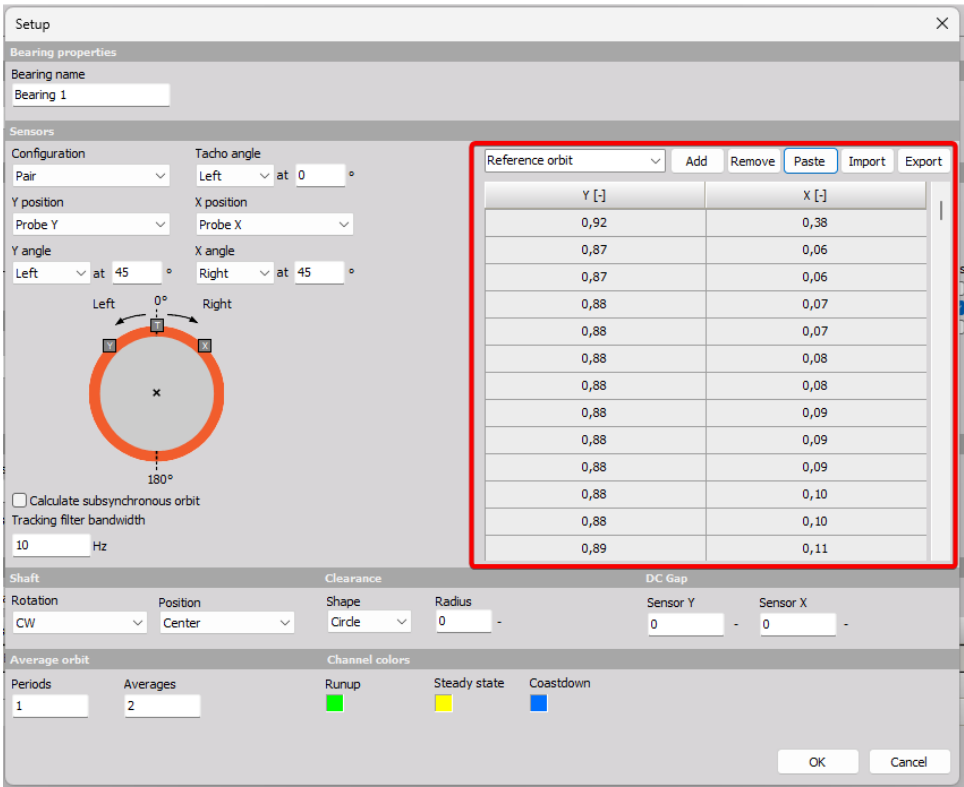 Setup
Bearing properties
Bearing name
Bearing 1
Sensors
Configuration Tacho angle
Pair Left at 0 °
Y position X position
Probe Y Probe X
Y angle X angle
Left at 45 ° Right at 45 °
Left 0° Right
T
Y X
180°
Calculate subsynchronous orbit
Tracking filter bandwidth
10 Hz
Reference orbit Add Remove Paste Import Export
Y [-] X [-]
0,92 0,38
0,87 0,06
0,87 0,06
0,88 0,07
0,88 0,07
0,88 0,08
0,88 0,08
0,88 0,09
0,88 0,09
0,88 0,09
0,88 0,10
0,88 0,10
0,89 0,11
Shaft Clearance DC Gap
Rotation Position Shape Radius Sensor Y Sensor X
CW Center Circle 0 - 0 - 0 -
Average orbit Channel colors
Periods Averages Runup Steady state Coastdown
1 2
OK Cancel